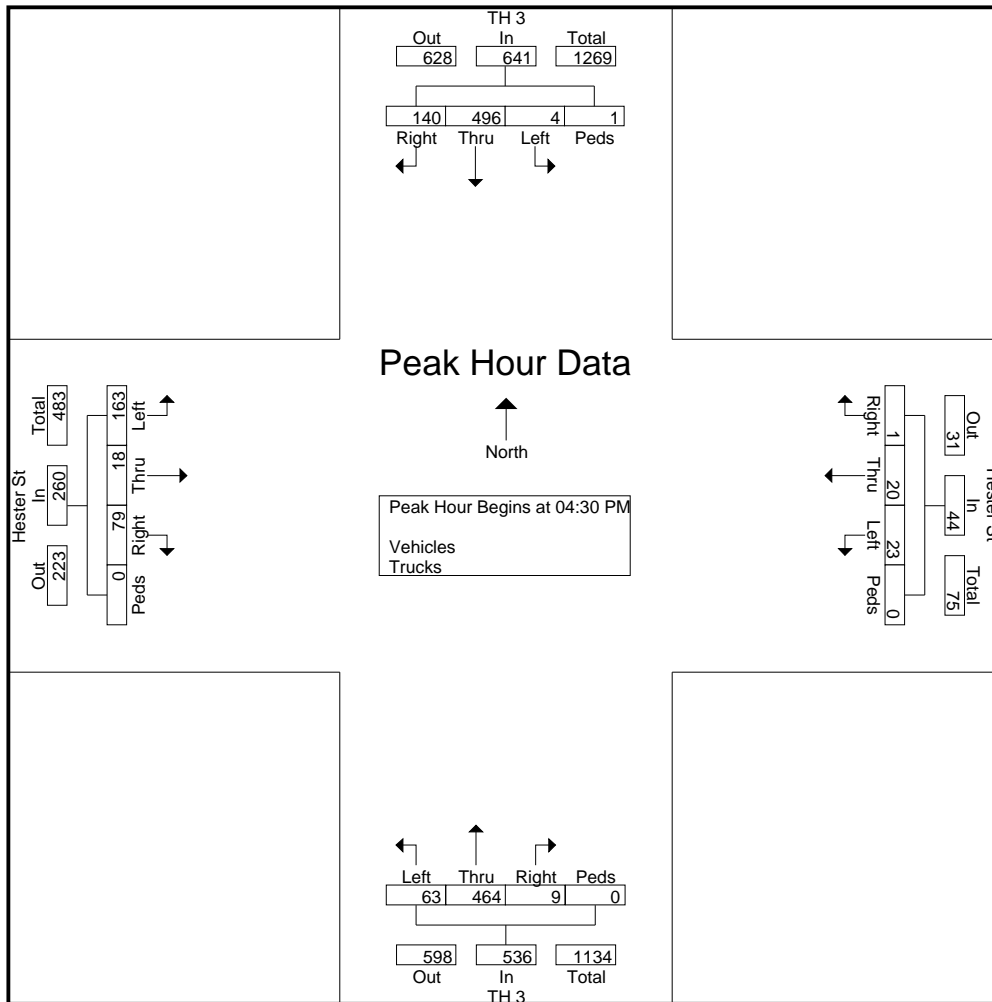 TH 3
Out In Total
628 641 1269
140 496 4 1
Right Thru Left Peds
Peak Hour Data
North
Peak Hour Begins at 04:30 PM
Vehicles
Trucks
Hester St
Total In Out
483 260 223
163 18 79 0
Left Thru Right Peds
Right Thru Left Peds
1 20 23 0
Out In Total
31 44 75
Hester St
Left Thru Right Peds
63 464 9 0
598 536 1134
Out In Total
TH 3